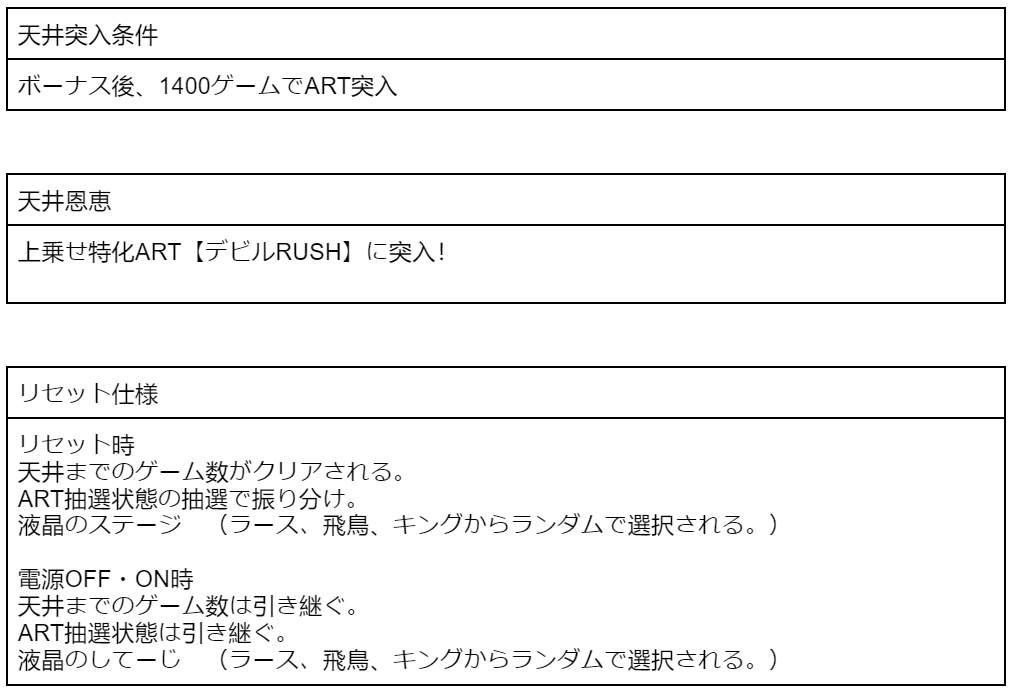 天井突入条件
ボーナス後、1400ゲームでART突入
天井恩恵
上乗せ特化ART【デビルRUSH】に突入!
リセット仕様
リセット時
天井までのゲーム数がクリアされる。
ART抽選状態の抽選で振り分け。
液晶のステージ　（ラース、飛鳥、キングからランダムで選択される。）
電源OFF・ON時
天井までのゲーム数は引き継ぐ。
ART抽選状態は引き継ぐ。
液晶のしてーじ　（ラース、飛鳥、キングからランダムで選択される。）